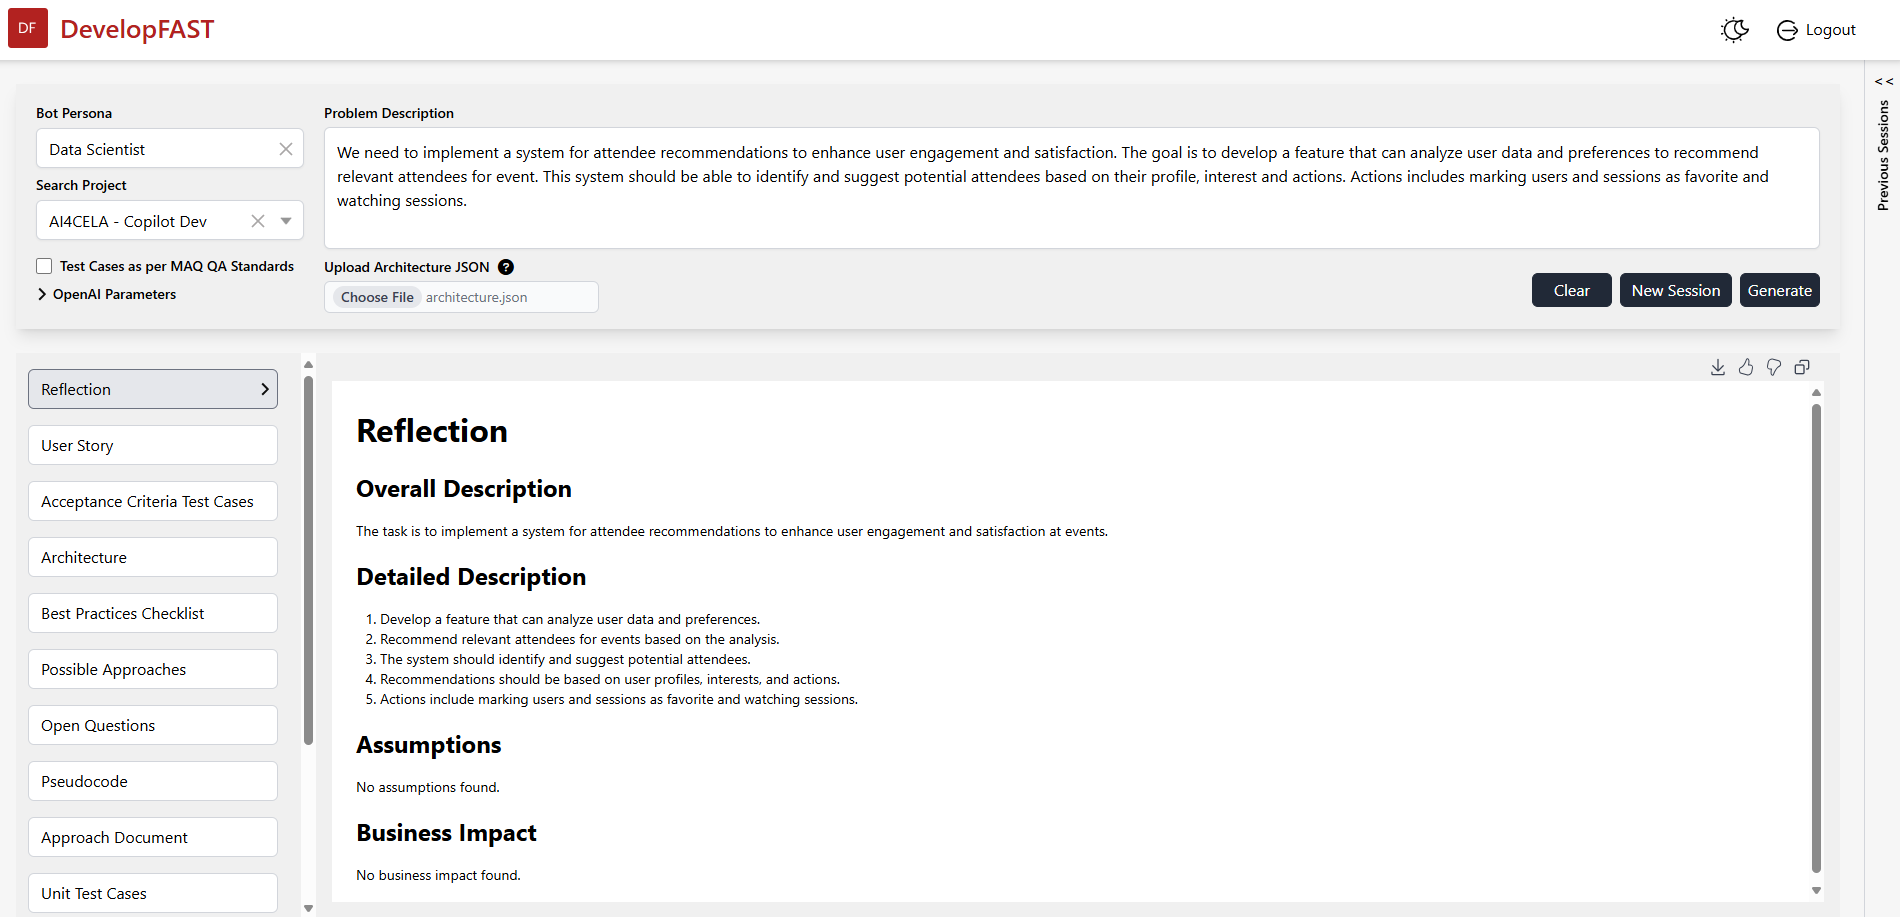 DF
DevelopFAST
Logout
<<
Previous Sessions
Bot Persona
Data Scientist
Search Project
AI4CELA - Copilot Dev
Test Cases as per MAQ QA Standards
OpenAI Parameters
Problem Description
We need to implement a system for attendee recommendations to enhance user engagement and satisfaction. The goal is to develop a feature that can analyze user data and preferences to recommend
relevant attendees for event. This system should be able to identify and suggest potential attendees based on their profile, interest and actions. Actions includes marking users and sessions as favorite and
watching sessions.
Upload Architecture JSON ?
Choose File architecture.json
Clear
New Session
Generate
Reflection
User Story
Acceptance Criteria Test Cases
Architecture
Best Practices Checklist
Possible Approaches
Open Questions
Pseudocode
Approach Document
Unit Test Cases
Reflection
Overall Description
The task is to implement a system for attendee recommendations to enhance user engagement and satisfaction at events.
Detailed Description
1. Develop a feature that can analyze user data and preferences.
2. Recommend relevant attendees for events based on the analysis.
3. The system should identify and suggest potential attendees.
4. Recommendations should be based on user profiles, interests, and actions.
5. Actions include marking users and sessions as favorite and watching sessions.
Assumptions
No assumptions found.
Business Impact
No business impact found.